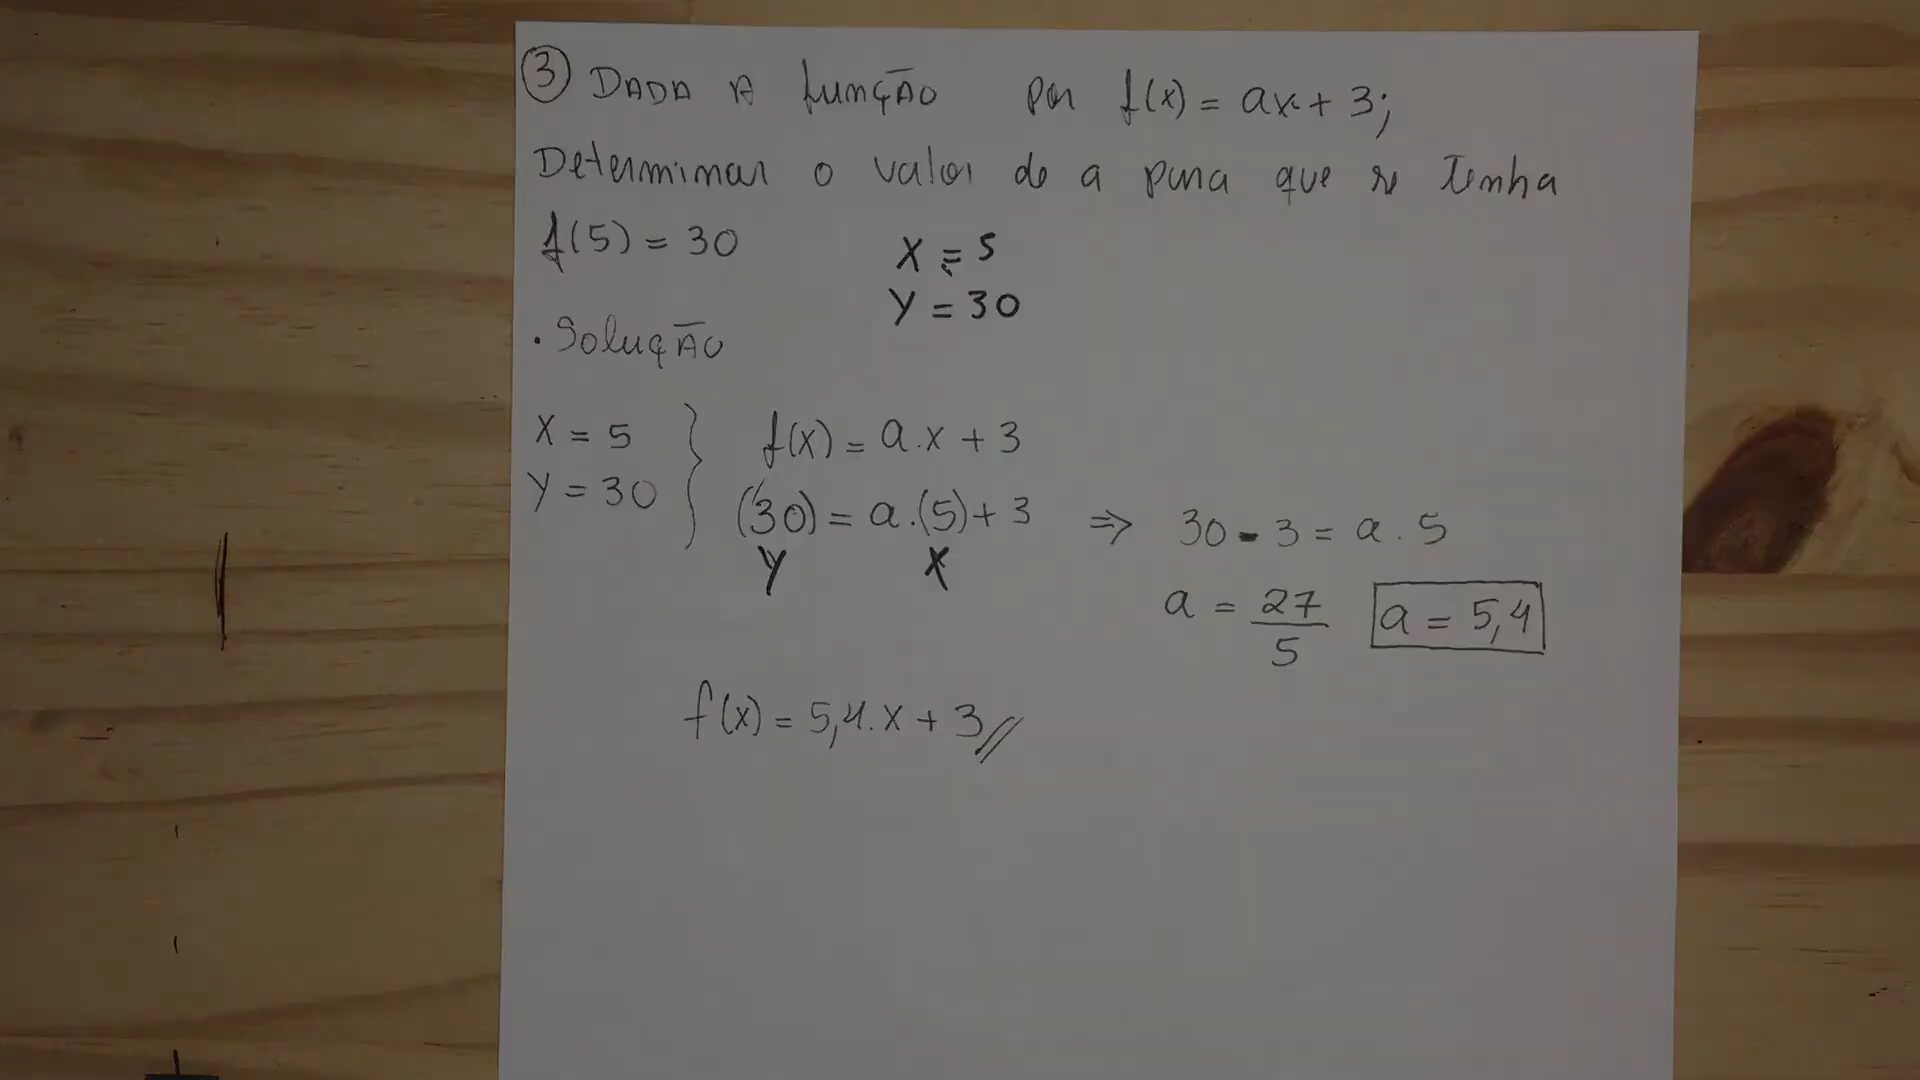 ③ DADA A função por f(x) = ax + 3;
Determinar o valor de a para que se tenha
f(5) = 30
X = 5
Y = 30
. Solução
X = 5
Y = 30
f(x) = a.x + 3
(30) = a.(5) + 3 ⇒ 30 - 3 = a . 5
Y X
a = 27/5 a = 5,4
f(x) = 5,4.x + 3//